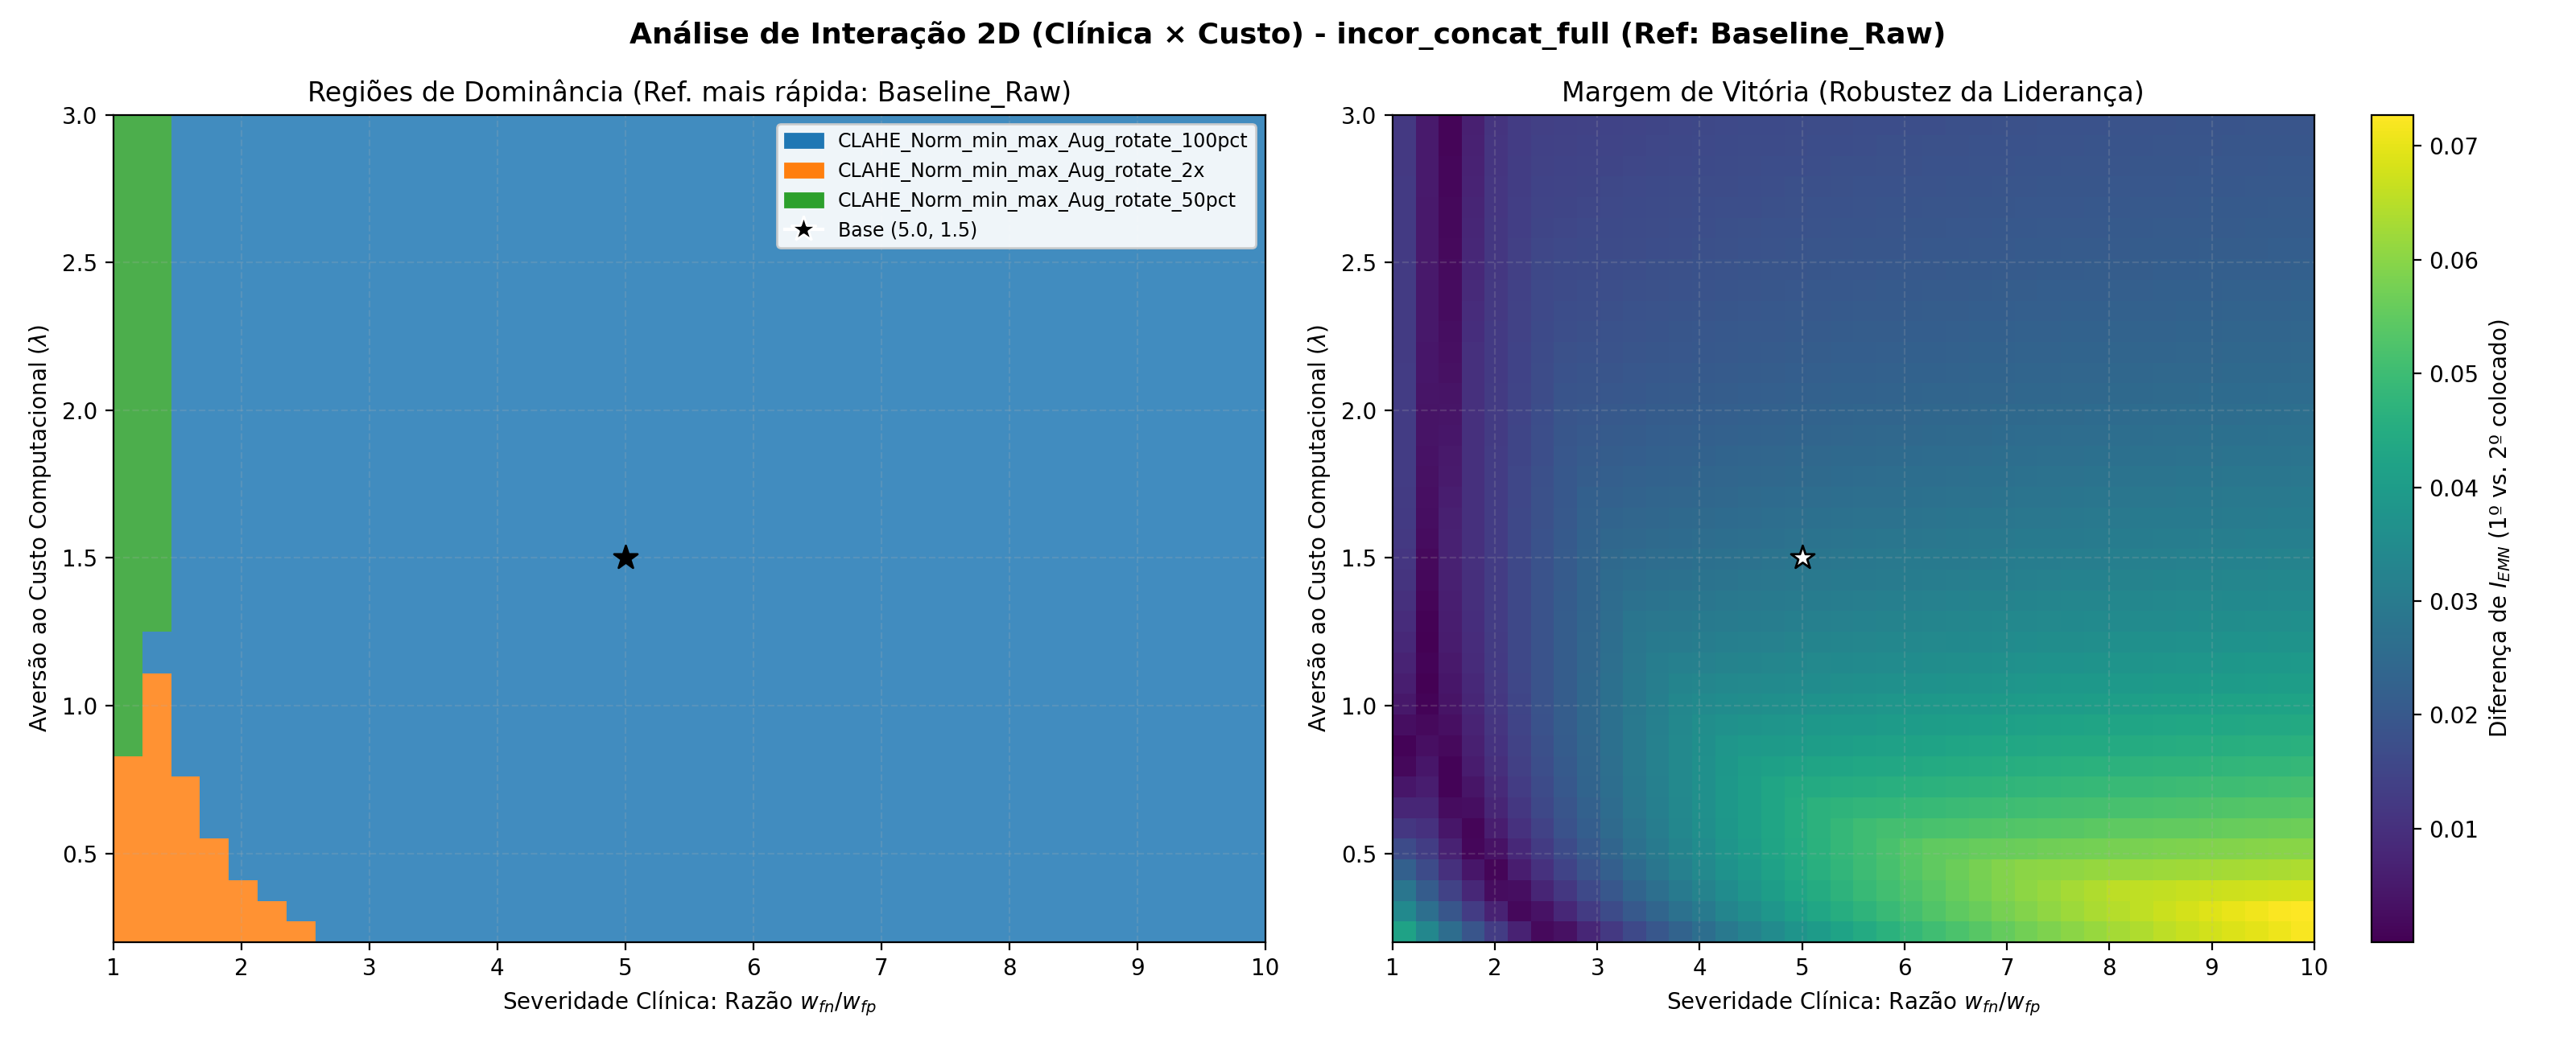 Análise de Interação 2D (Clínica × Custo) - incor_concat_full (Ref: Baseline_Raw)
Regiões de Dominância (Ref. mais rápida: Baseline_Raw)
CLAHE_Norm_min_max_Aug_rotate_100pct
CLAHE_Norm_min_max_Aug_rotate_2x
CLAHE_Norm_min_max_Aug_rotate_50pct
Base (5.0, 1.5)
Aversão ao Custo Computacional (λ)
3.0
2.5
2.0
1.5
1.0
0.5
1 2 3 4 5 6 7 8 9 10
Severidade Clínica: Razão w_fn/w_fp
Margem de Vitória (Robustez da Liderança)
Aversão ao Custo Computacional (λ)
3.0
2.5
2.0
1.5
1.0
0.5
1 2 3 4 5 6 7 8 9 10
Severidade Clínica: Razão w_fn/w_fp
0.07
0.06
0.05
0.04
0.03
0.02
0.01
Diferença de I_EMN (1º vs. 2º colocado)